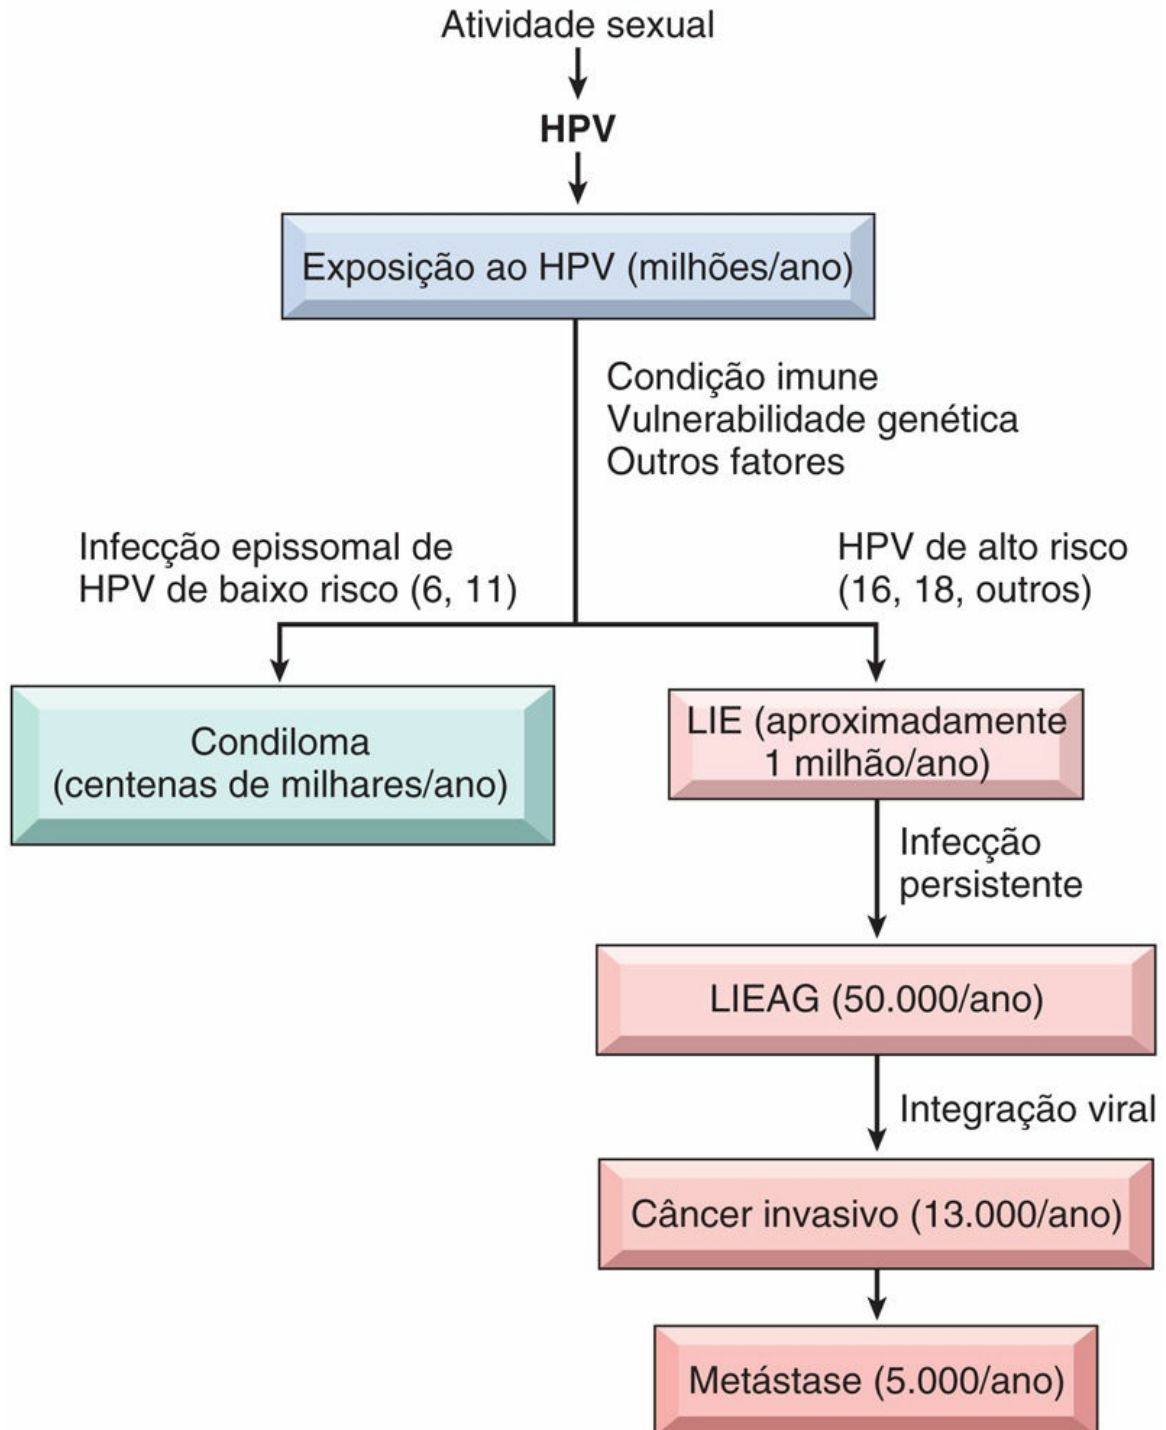 Atividade sexual
HPV
Exposição ao HPV (milhões/ano)
Condição imune
Vulnerabilidade genética
Outros fatores
Infecção epissomal de
HPV de baixo risco (6, 11)
HPV de alto risco
(16, 18, outros)
Condiloma
(centenas de milhares/ano)
LIE (aproximadamente
1 milhão/ano)
Infecção
persistente
LIEAG (50.000/ano)
Integração viral
Câncer invasivo (13.000/ano)
Metástase (5.000/ano)